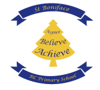 St Boniface
Aspire
Believe
Achieve
RC Primary School